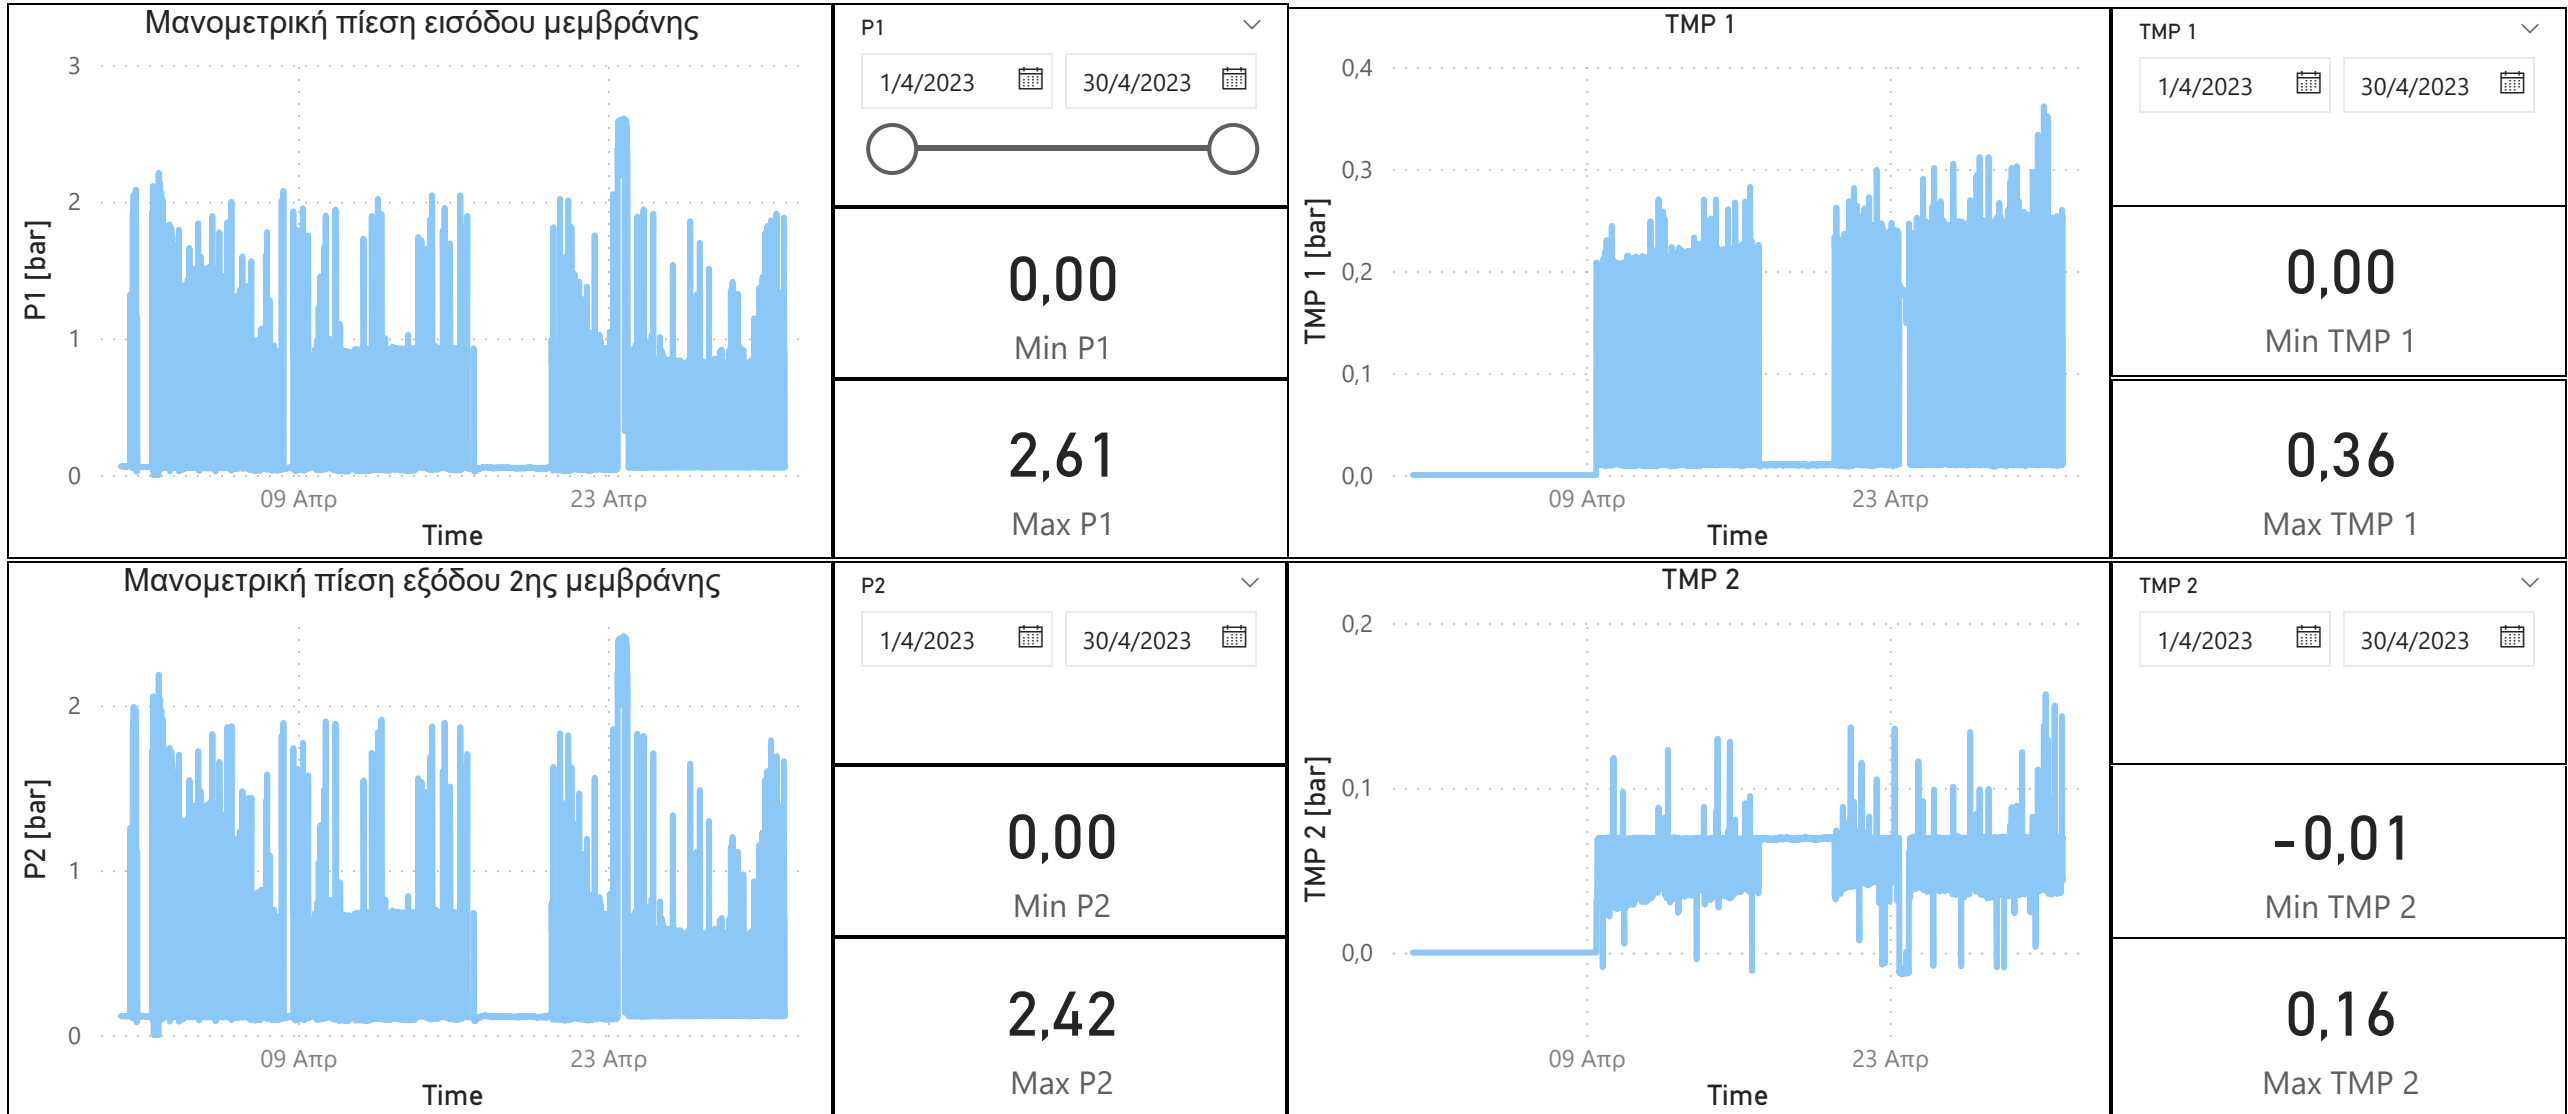 Μανομετρική πίεση εισόδου μεμβράνης
3
2
1
0
P1 [bar]
09 Απρ
23 Απρ
Time
P1
1/4/2023
30/4/2023
0,00
Min P1
2,61
Max P1
TMP 1
0,4
0,3
0,2
0,1
0,0
TMP 1 [bar]
09 Απρ
23 Απρ
Time
TMP 1
1/4/2023
30/4/2023
0,00
Min TMP 1
0,36
Max TMP 1
Μανομετρική πίεση εξόδου 2ης μεμβράνης
2
1
0
P2 [bar]
09 Απρ
23 Απρ
Time
P2
1/4/2023
30/4/2023
0,00
Min P2
2,42
Max P2
TMP 2
0,2
0,1
0,0
TMP 2 [bar]
09 Απρ
23 Απρ
Time
TMP 2
1/4/2023
30/4/2023
-0,01
Min TMP 2
0,16
Max TMP 2